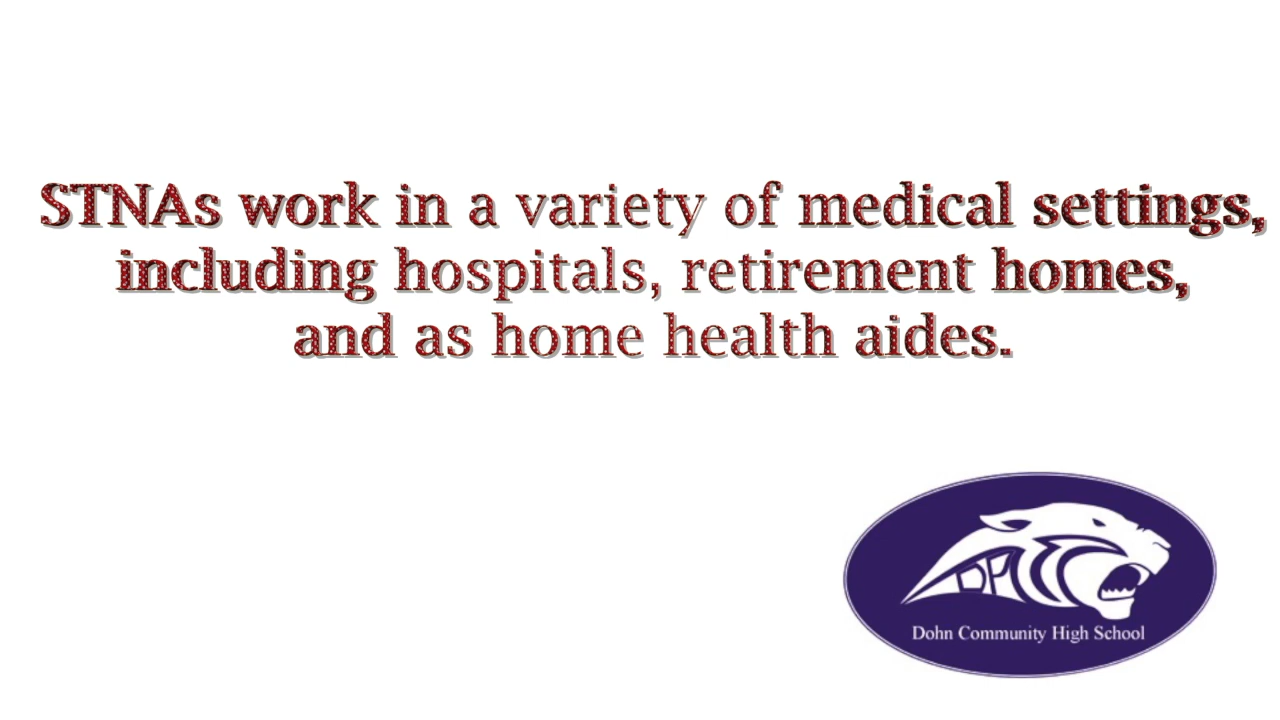 STNAs work in a variety of medical settings,
including hospitals, retirement homes,
and as home health aides.
Dohn Community High School